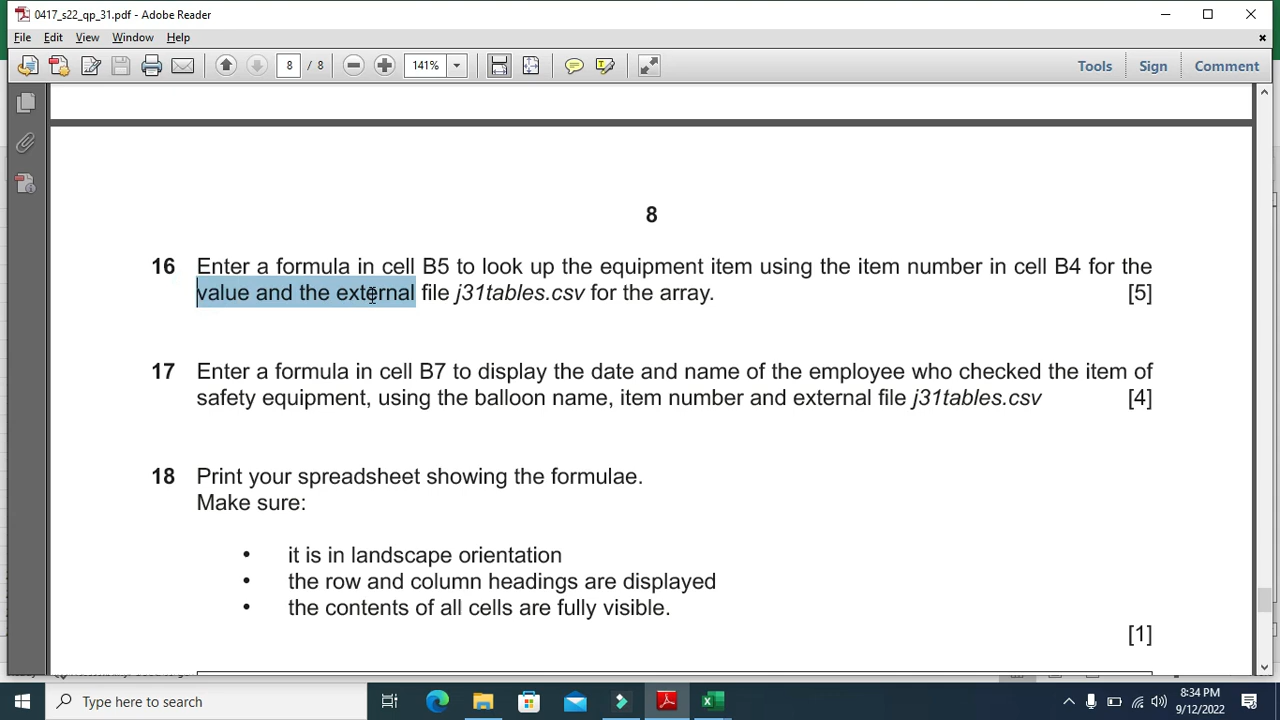 0417_s22_qp_31.pdf - Adobe Reader
File Edit View Window Help
8 / 8 141% Tools Sign Comment
8
16 Enter a formula in cell B5 to look up the equipment item using the item number in cell B4 for the
value and the external file j31tables.csv for the array. [5]
17 Enter a formula in cell B7 to display the date and name of the employee who checked the item of
safety equipment, using the balloon name, item number and external file j31tables.csv [4]
18 Print your spreadsheet showing the formulae.
Make sure:
• it is in landscape orientation
• the row and column headings are displayed
• the contents of all cells are fully visible.
[1]
Type here to search
8:34 PM
9/12/2022